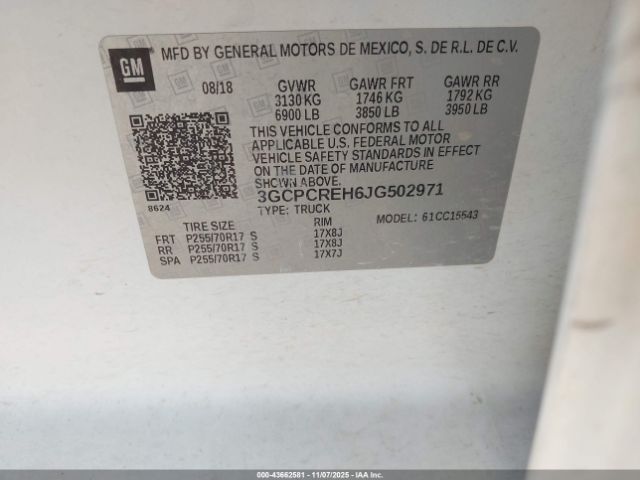 GM
MFD BY GENERAL MOTORS DE MEXICO, S. DE R.L. DE C.V.
08/18 GVWR GAWR FRT GAWR RR
3130 KG 1746 KG 1792 KG
6900 LB 3850 LB 3950 LB
THIS VEHICLE CONFORMS TO ALL
APPLICABLE U.S. FEDERAL MOTOR
VEHICLE SAFETY STANDARDS IN EFFECT
ON THE DATE OF MANUFACTURE
SHOWN ABOVE.
3GCPCREH6JG502971
8624
TYPE: TRUCK
MODEL: 61CC15543
TIRE SIZE RIM
FRT P255/70R17 S 17X8J
RR P255/70R17 S 17X8J
SPA P255/70R17 S 17X7J
000-43662581 - 11/07/2025 - Copyright IAA, Inc.